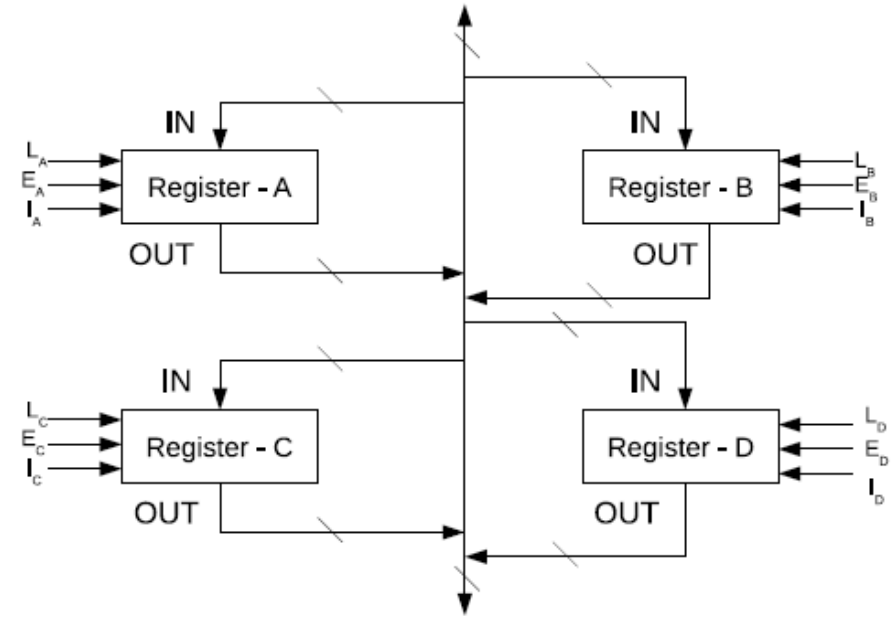 IN
IN
L_A
E_A
I_A
Register - A
Register - B
L_B
E_B
I_B
OUT
OUT
IN
IN
L_C
E_C
I_C
Register - C
Register - D
L_D
E_D
I_D
OUT
OUT